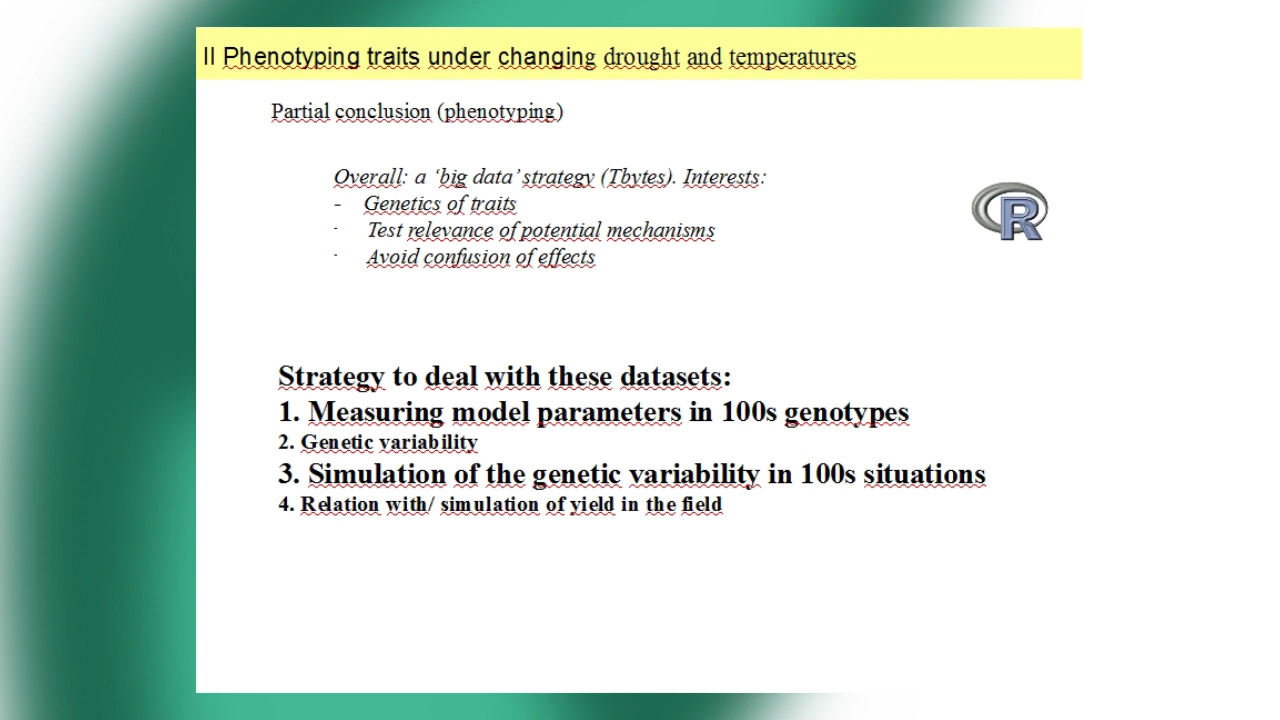 II Phenotyping traits under changing drought and temperatures
Partial conclusion (phenotyping)
Overall: a ‘big data’ strategy (Tbytes). Interests:
- Genetics of traits
· Test relevance of potential mechanisms
· Avoid confusion of effects
R
Strategy to deal with these datasets:
1. Measuring model parameters in 100s genotypes
2. Genetic variability
3. Simulation of the genetic variability in 100s situations
4. Relation with/ simulation of yield in the field